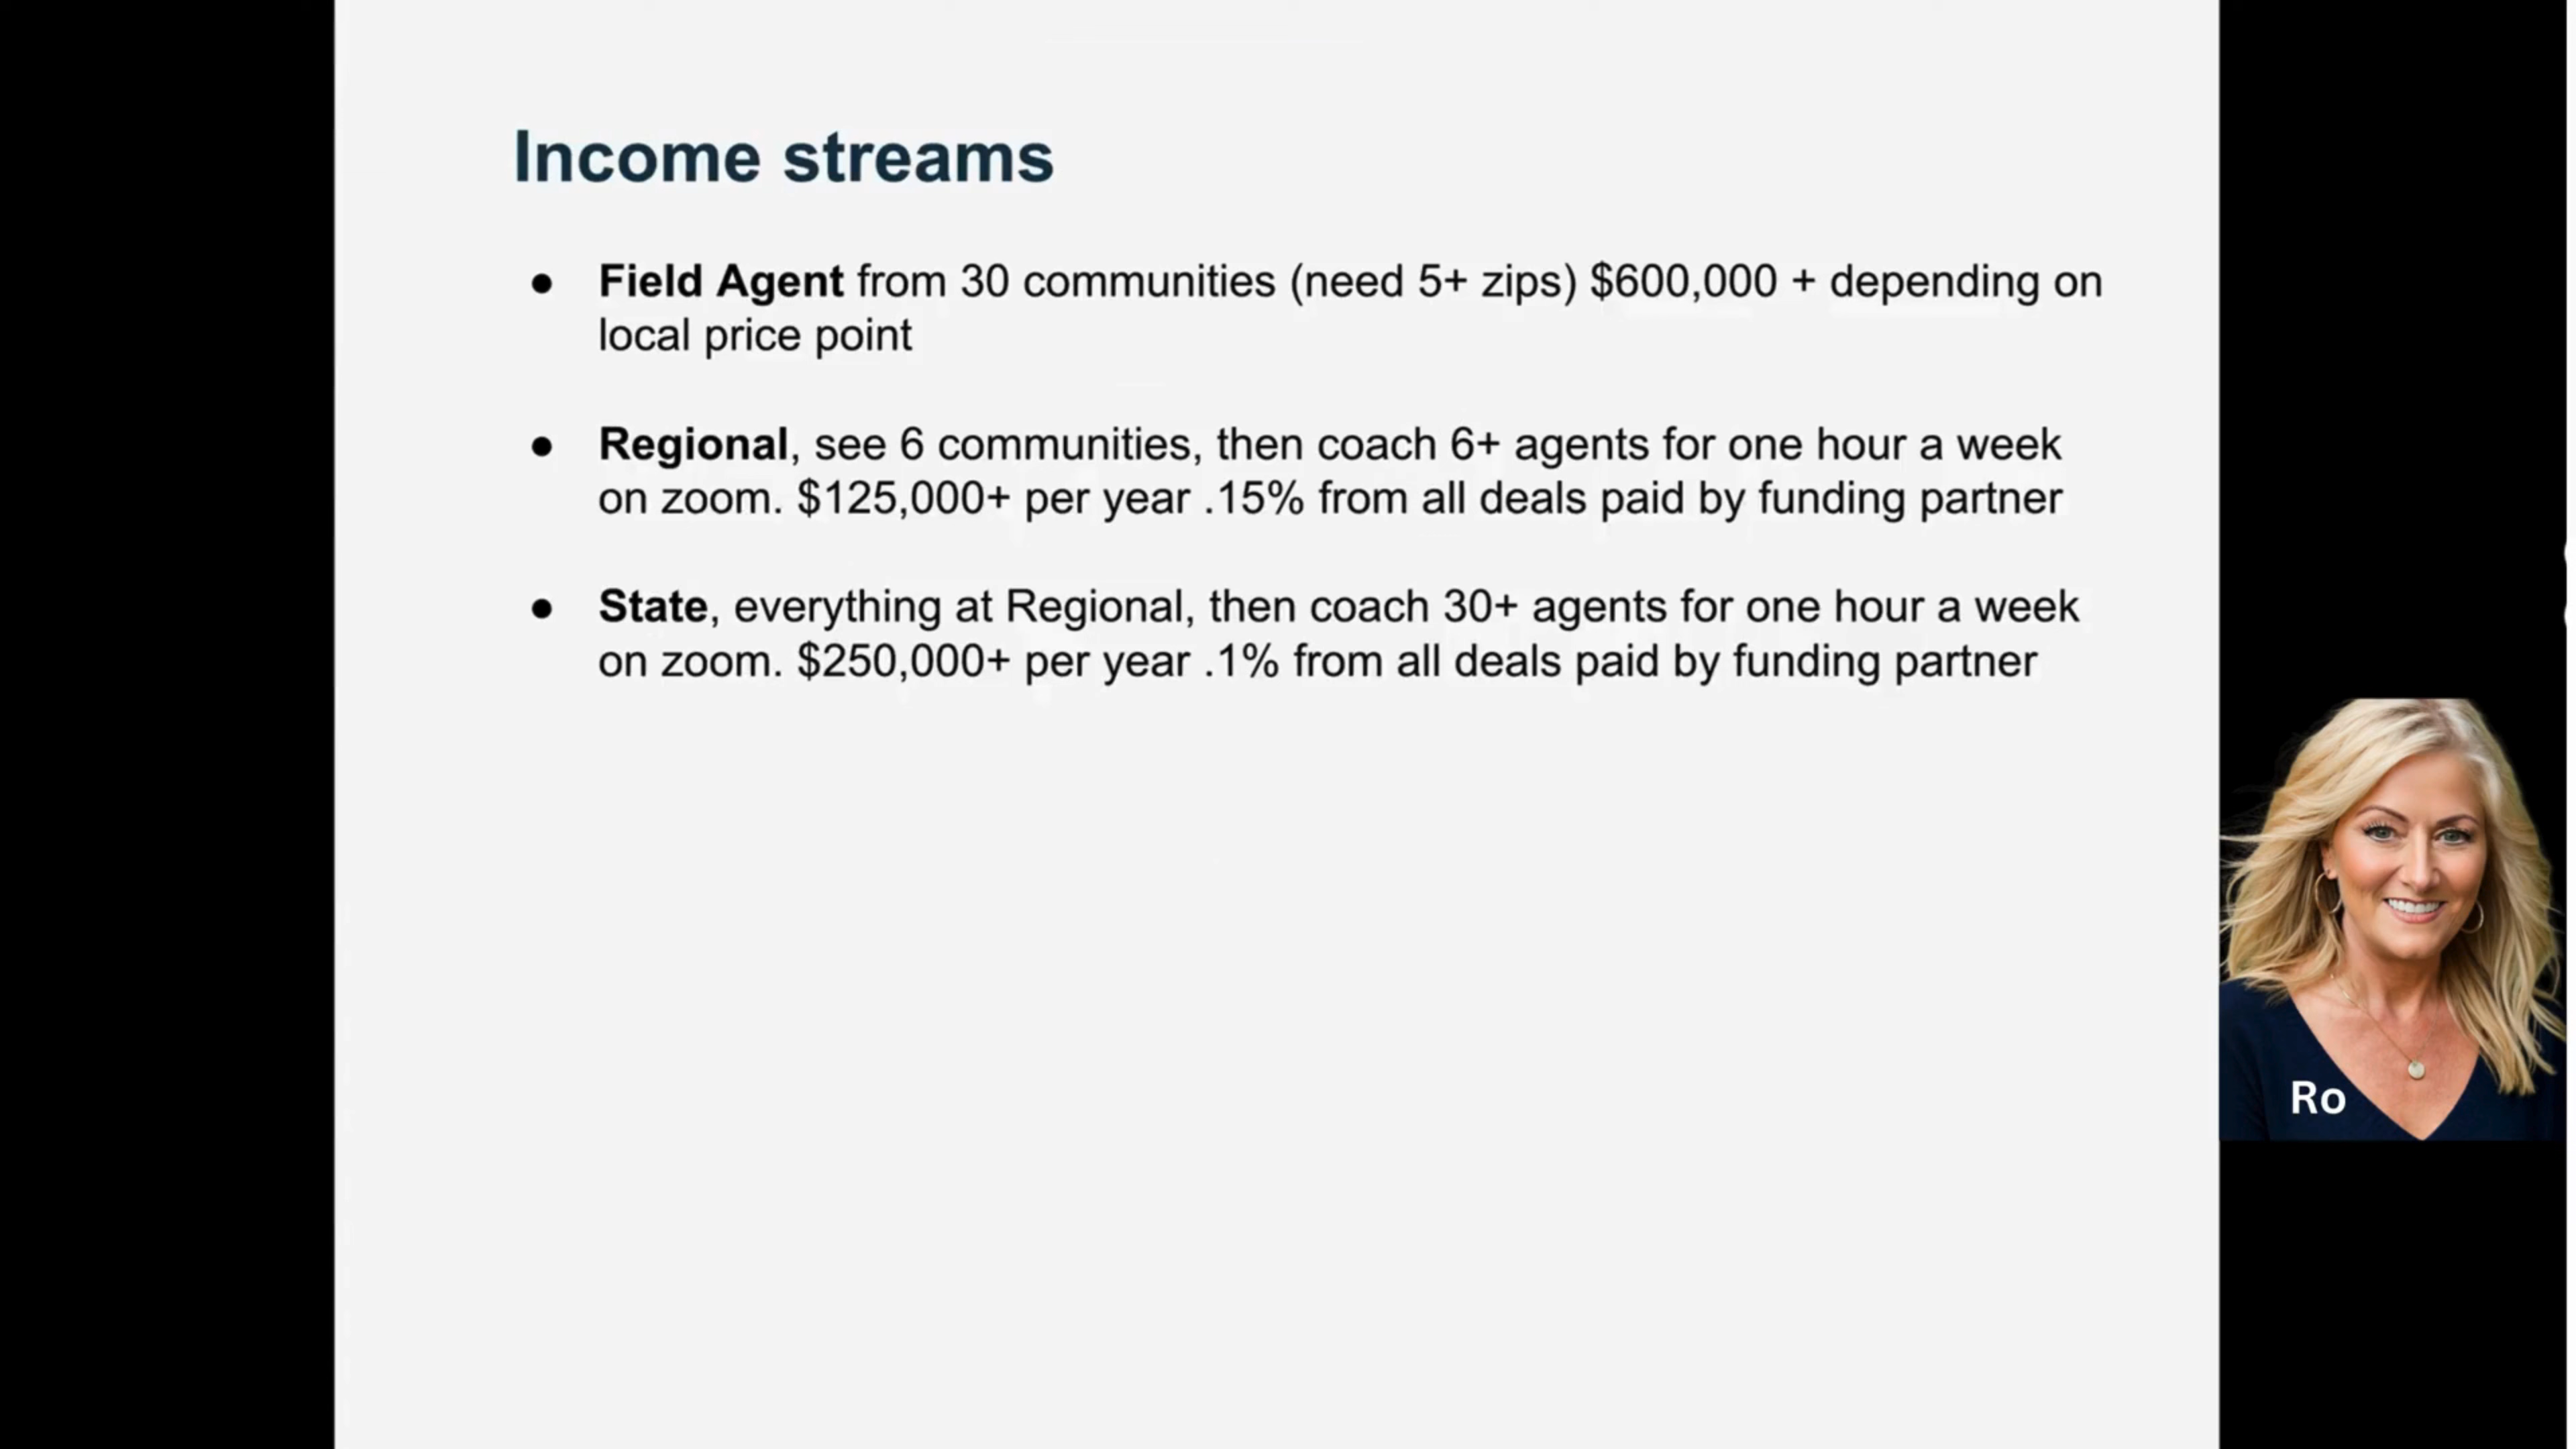 Income streams
● Field Agent from 30 communities (need 5+ zips) $600,000 + depending on
local price point
● Regional, see 6 communities, then coach 6+ agents for one hour a week
on zoom. $125,000+ per year .15% from all deals paid by funding partner
● State, everything at Regional, then coach 30+ agents for one hour a week
on zoom. $250,000+ per year .1% from all deals paid by funding partner
Ro